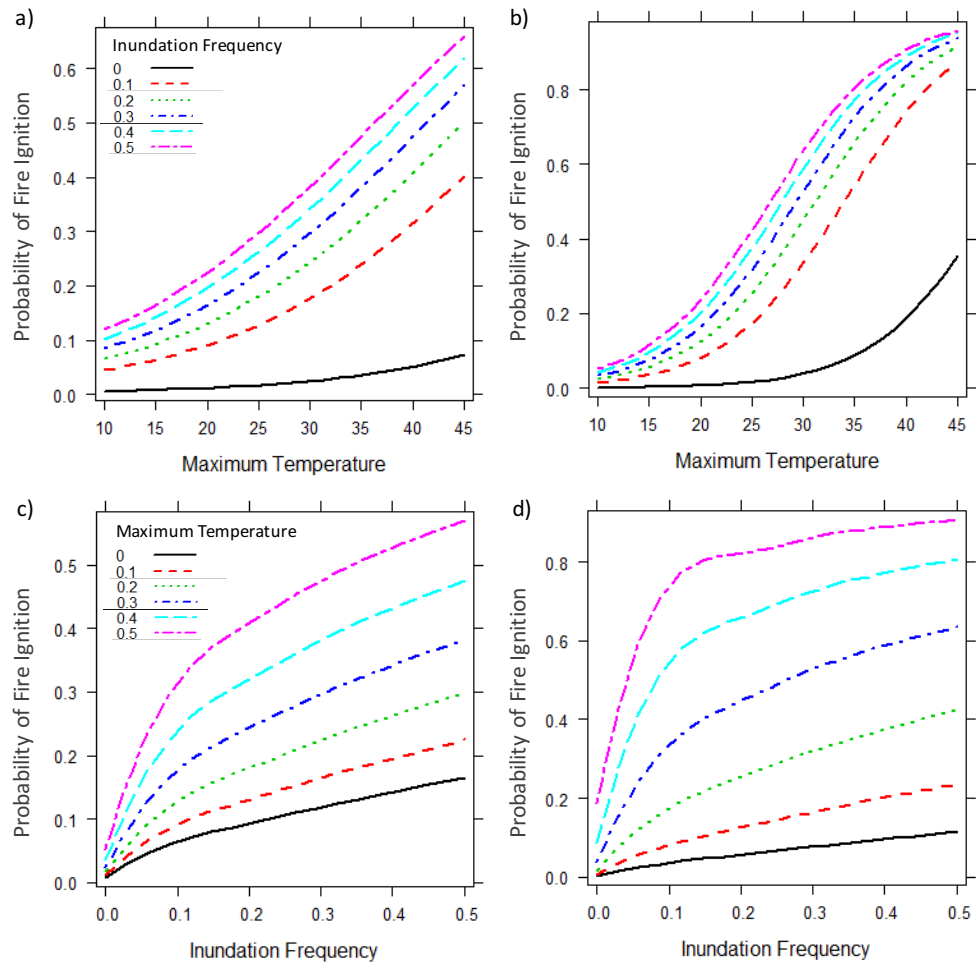 a)
Inundation Frequency
0
0.1
0.2
0.3
0.4
0.5
Probability of Fire Ignition
0.6
0.5
0.4
0.3
0.2
0.1
0.0
10 15 20 25 30 35 40 45
Maximum Temperature
b)
Probability of Fire Ignition
0.8
0.6
0.4
0.2
0.0
10 15 20 25 30 35 40 45
Maximum Temperature
c)
Maximum Temperature
0
0.1
0.2
0.3
0.4
0.5
Probability of Fire Ignition
0.5
0.4
0.3
0.2
0.1
0.0
0.0 0.1 0.2 0.3 0.4 0.5
Inundation Frequency
d)
Probability of Fire Ignition
0.8
0.6
0.4
0.2
0.0
0.0 0.1 0.2 0.3 0.4 0.5
Inundation Frequency